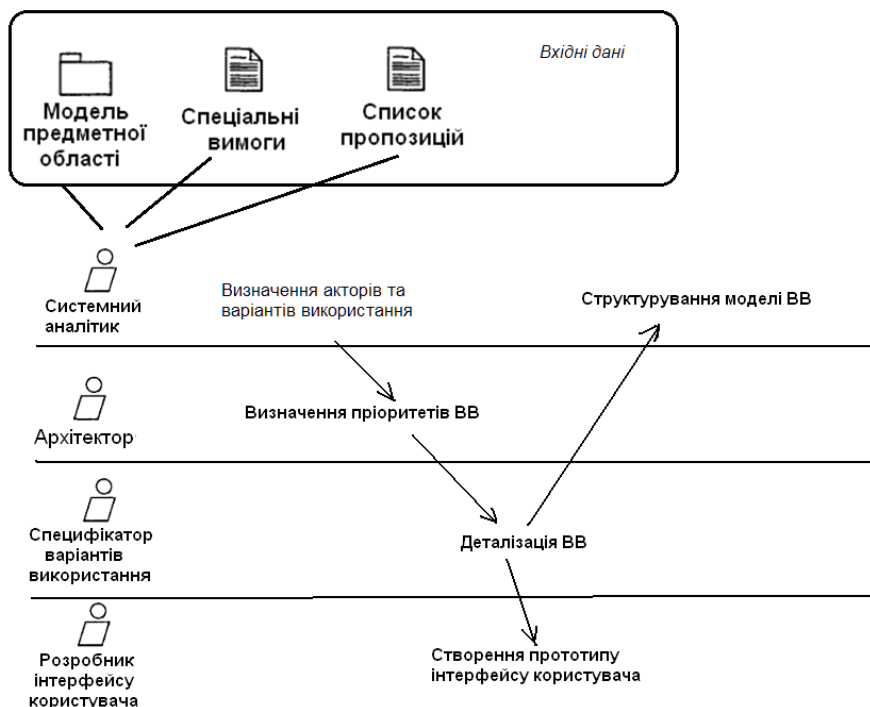 Вхідні дані
Модель
предметної
області
Спеціальні
вимоги
Список
пропозицій
Системний
аналітик
Визначення акторів та
варіантів використання
Структурування моделі ВВ
Архітектор
Визначення пріоритетів ВВ
Специфікатор
варіантів
використання
Деталізація ВВ
Розробник
інтерфейсу
користувача
Створення прототипу
інтерфейсу користувача